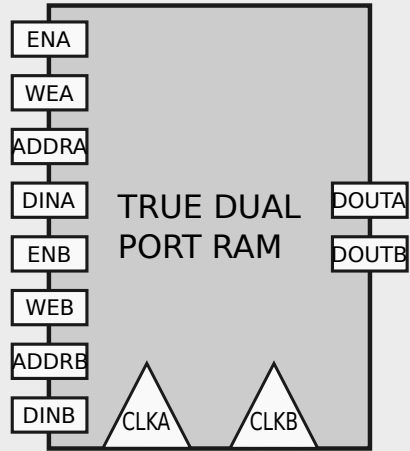 ENA
WEA
ADDRA
DINA
ENB
WEB
ADDRB
DINB
TRUE DUAL
PORT RAM
DOUTA
DOUTB
CLKA
CLKB